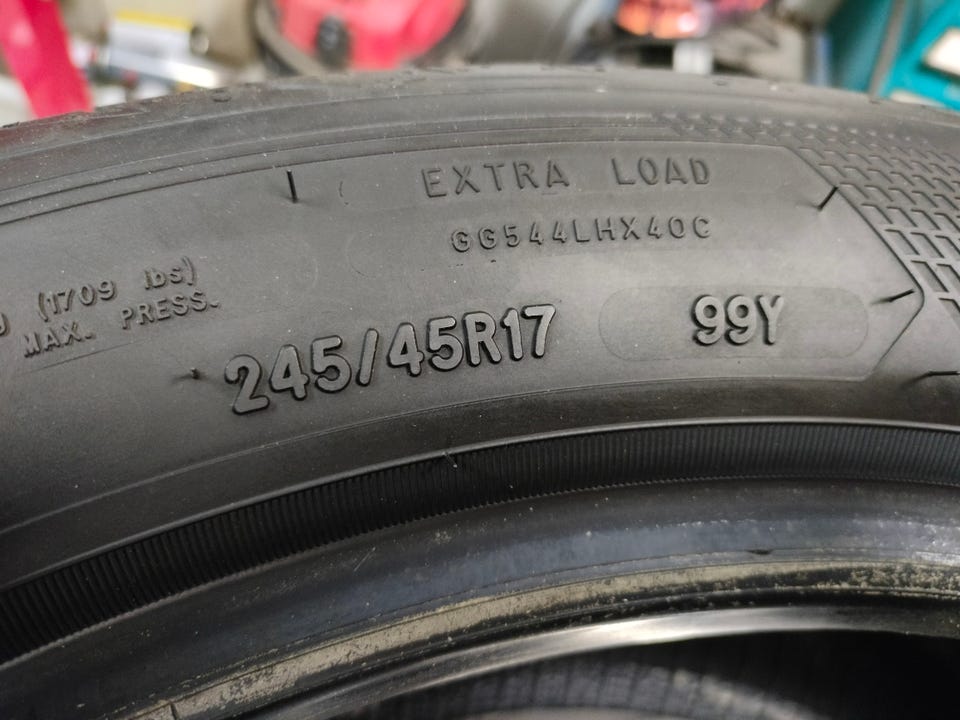 EXTRA LOAD
GG544LHX40C
(1709 lbs)
MAX. PRESS.
245/45R17 99Y